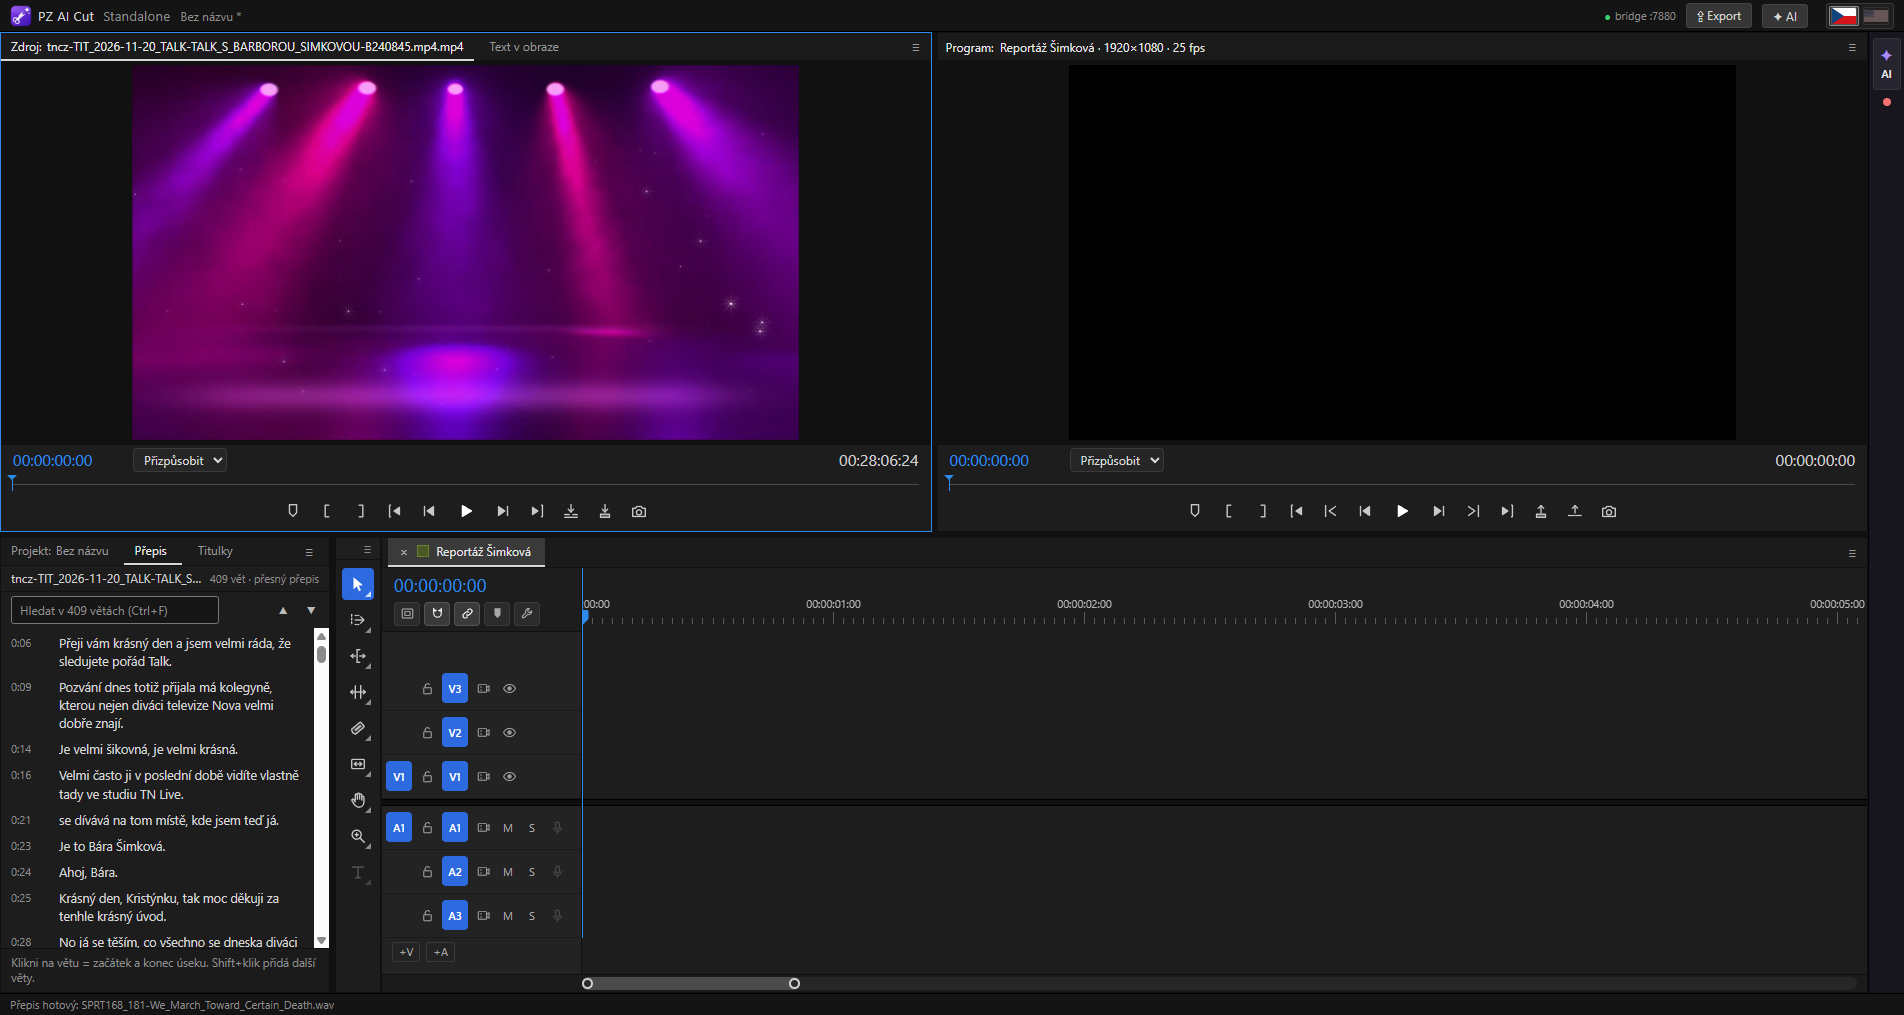 PZ AI Cut Standalone Bez názvu *
bridge :7880 Export AI
Zdroj: tncz-TIT_2026-11-20_TALK-TALK_S_BARBOROU_SIMKOVOU-B240845.mp4.mp4 Text v obraze
Program: Reportáž Šimková · 1920×1080 · 25 fps
AI
00:00:00:00 Přizpůsobit 00:28:06:24
00:00:00:00 Přizpůsobit 00:00:00:00
Projekt: Bez názvu Přepis Titulky
tncz-TIT_2026-11-20_TALK-TALK_S... 409 vět · přesný přepis
Hledat v 409 větách (Ctrl+F)
0:06 Přeji vám krásný den a jsem velmi ráda, že
sledujete pořád Talk.
0:09 Pozvání dnes totiž přijala má kolegyně,
kterou nejen diváci televize Nova velmi
dobře znají.
0:14 Je velmi šikovná, je velmi krásná.
0:16 Velmi často ji v poslední době vidíte vlastně
tady ve studiu TN Live.
0:21 se dívává na tom místě, kde jsem teď já.
0:23 Je to Bára Šimková.
0:24 Ahoj, Bára.
0:25 Krásný den, Kristýnku, tak moc děkuji za
tenhle krásný úvod.
0:28 No já se těším, co všechno se dneska diváci
Klikni na větu = začátek a konec úseku. Shift+klik přidá další
věty.
× Reportáž Šimková
00:00:00:00
00:00 00:00:01:00 00:00:02:00 00:00:03:00 00:00:04:00 00:00:05:00
V3
V2
V1 V1
A1 A1 M S
A2 M S
A3 M S
+V +A
T
Přepis hotový: SPRT168_181-We_March_Toward_Certain_Death.wav